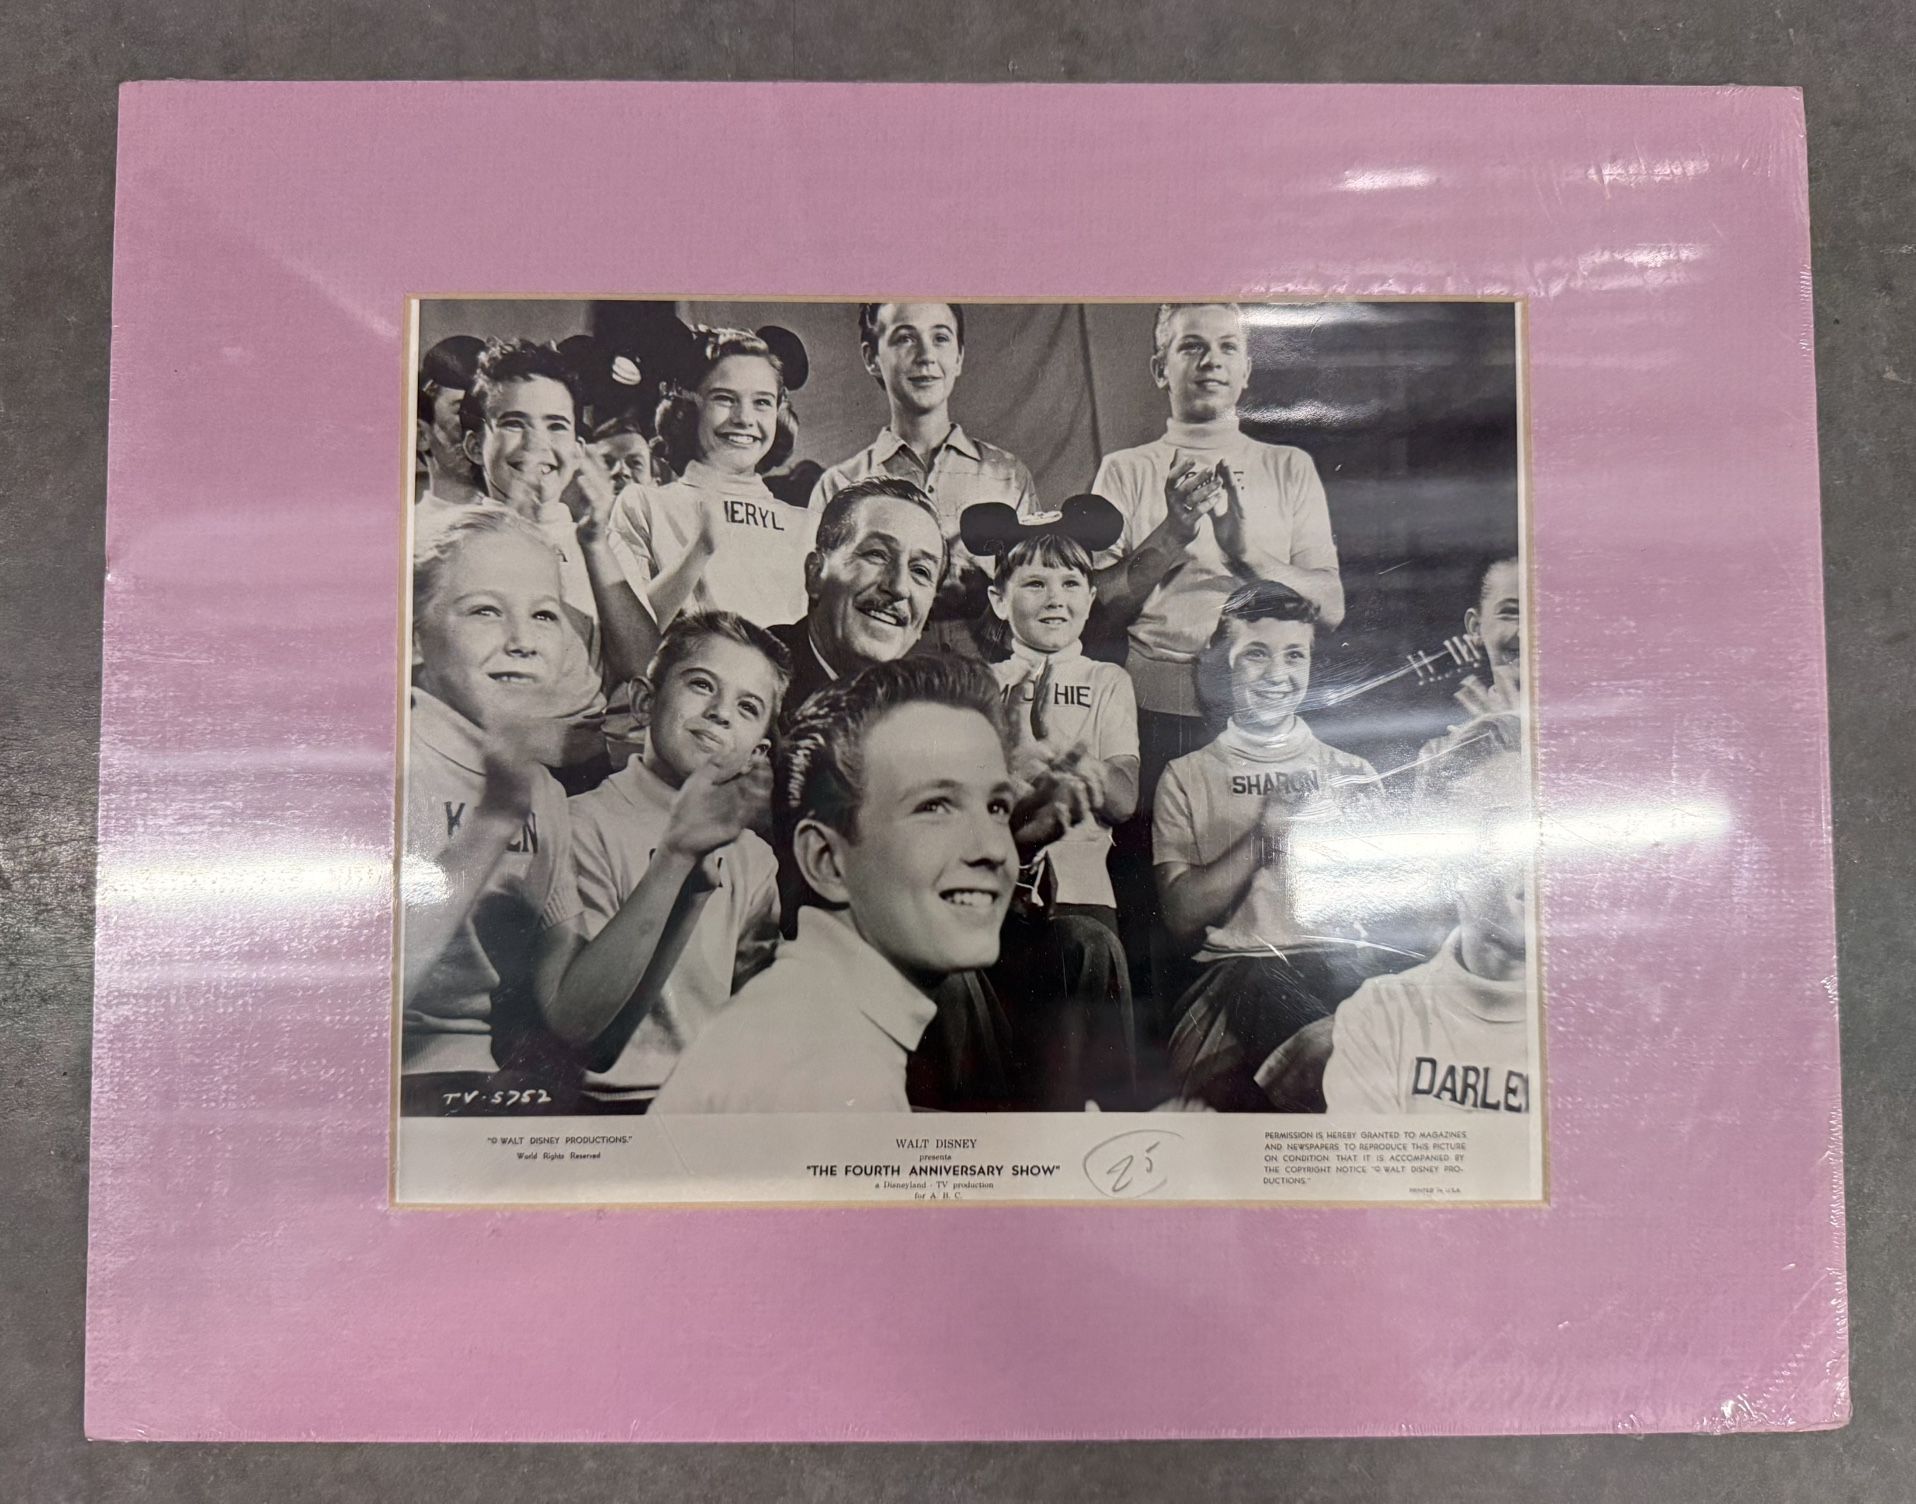 ERYL
HIE
SHARON
DARLE
TV-5752
"© WALT DISNEY PRODUCTIONS."
World Rights Reserved
WALT DISNEY
presents
"THE FOURTH ANNIVERSARY SHOW"
a Disneyland - TV production
for A. B. C.
25
PERMISSION IS HEREBY GRANTED TO MAGAZINES
AND NEWSPAPERS TO REPRODUCE THIS PICTURE
ON CONDITION THAT IT IS ACCOMPANIED BY
THE COPYRIGHT NOTICE "© WALT DISNEY PRO-
DUCTIONS."
PRINTED IN U.S.A.